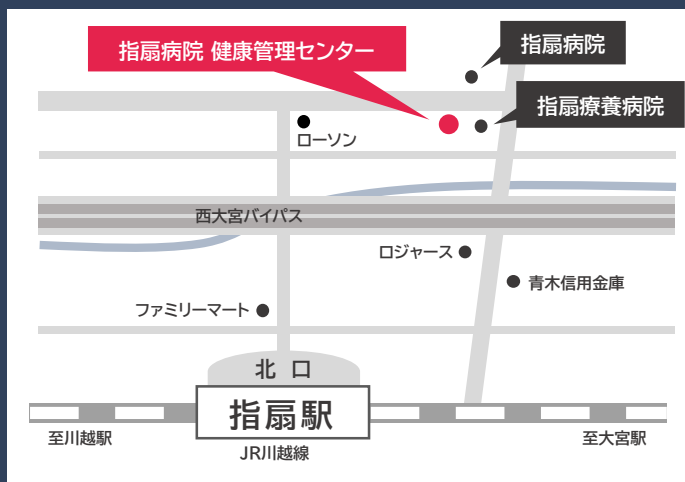 指扇病院
指扇病院 健康管理センター
指扇療養病院
ローソン
西大宮バイパス
ロジャース
青木信用金庫
ファミリーマート
北 口
指扇駅
至川越駅
至大宮駅
JR川越線